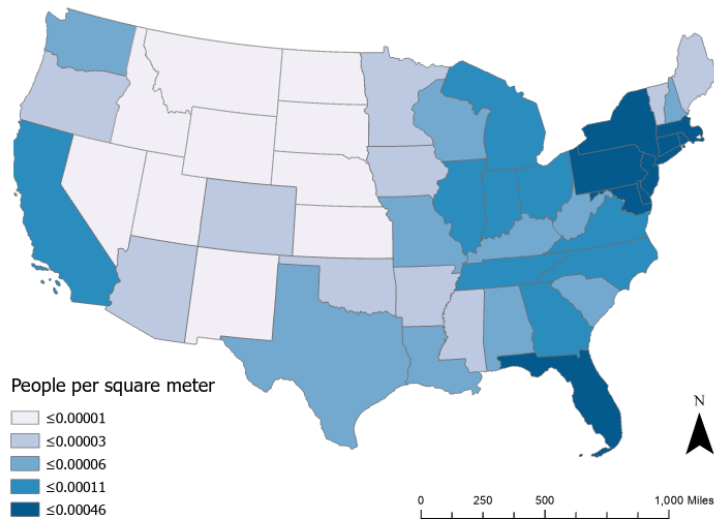 People per square meter
≤0.00001
≤0.00003
≤0.00006
≤0.00011
≤0.00046
N
0 250 500 1,000 Miles